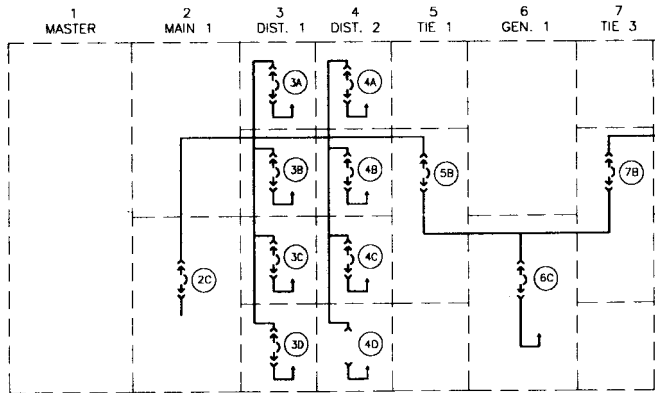 1 2 3 4 5 6 7
MASTER MAIN 1 DIST. 1 DIST. 2 TIE 1 GEN. 1 TIE 3
3A 4A
3B 4B 5B 7B
2C 3C 4C 6C
3D 4D